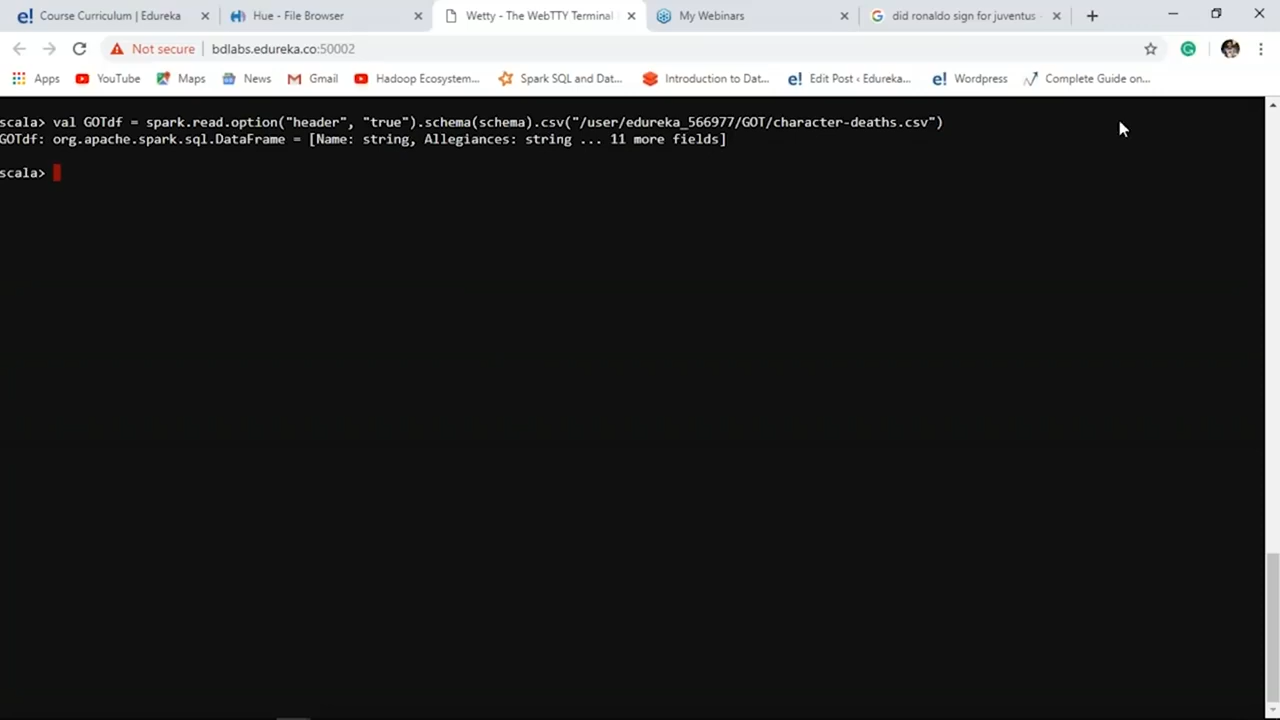 Course Curriculum | Edureka
Hue - File Browser
Wetty - The WebTTY Terminal
My Webinars
did ronaldo sign for juventus
Not secure | bdlabs.edureka.co:50002
Apps
YouTube
Maps
News
Gmail
Hadoop Ecosystem...
Spark SQL and Dat...
Introduction to Dat...
Edit Post ‹ Edureka...
Wordpress
Complete Guide on...
scala> val GOTdf = spark.read.option("header", "true").schema(schema).csv("/user/edureka_566977/GOT/character-deaths.csv")
GOTdf: org.apache.spark.sql.DataFrame = [Name: string, Allegiances: string ... 11 more fields]
scala>